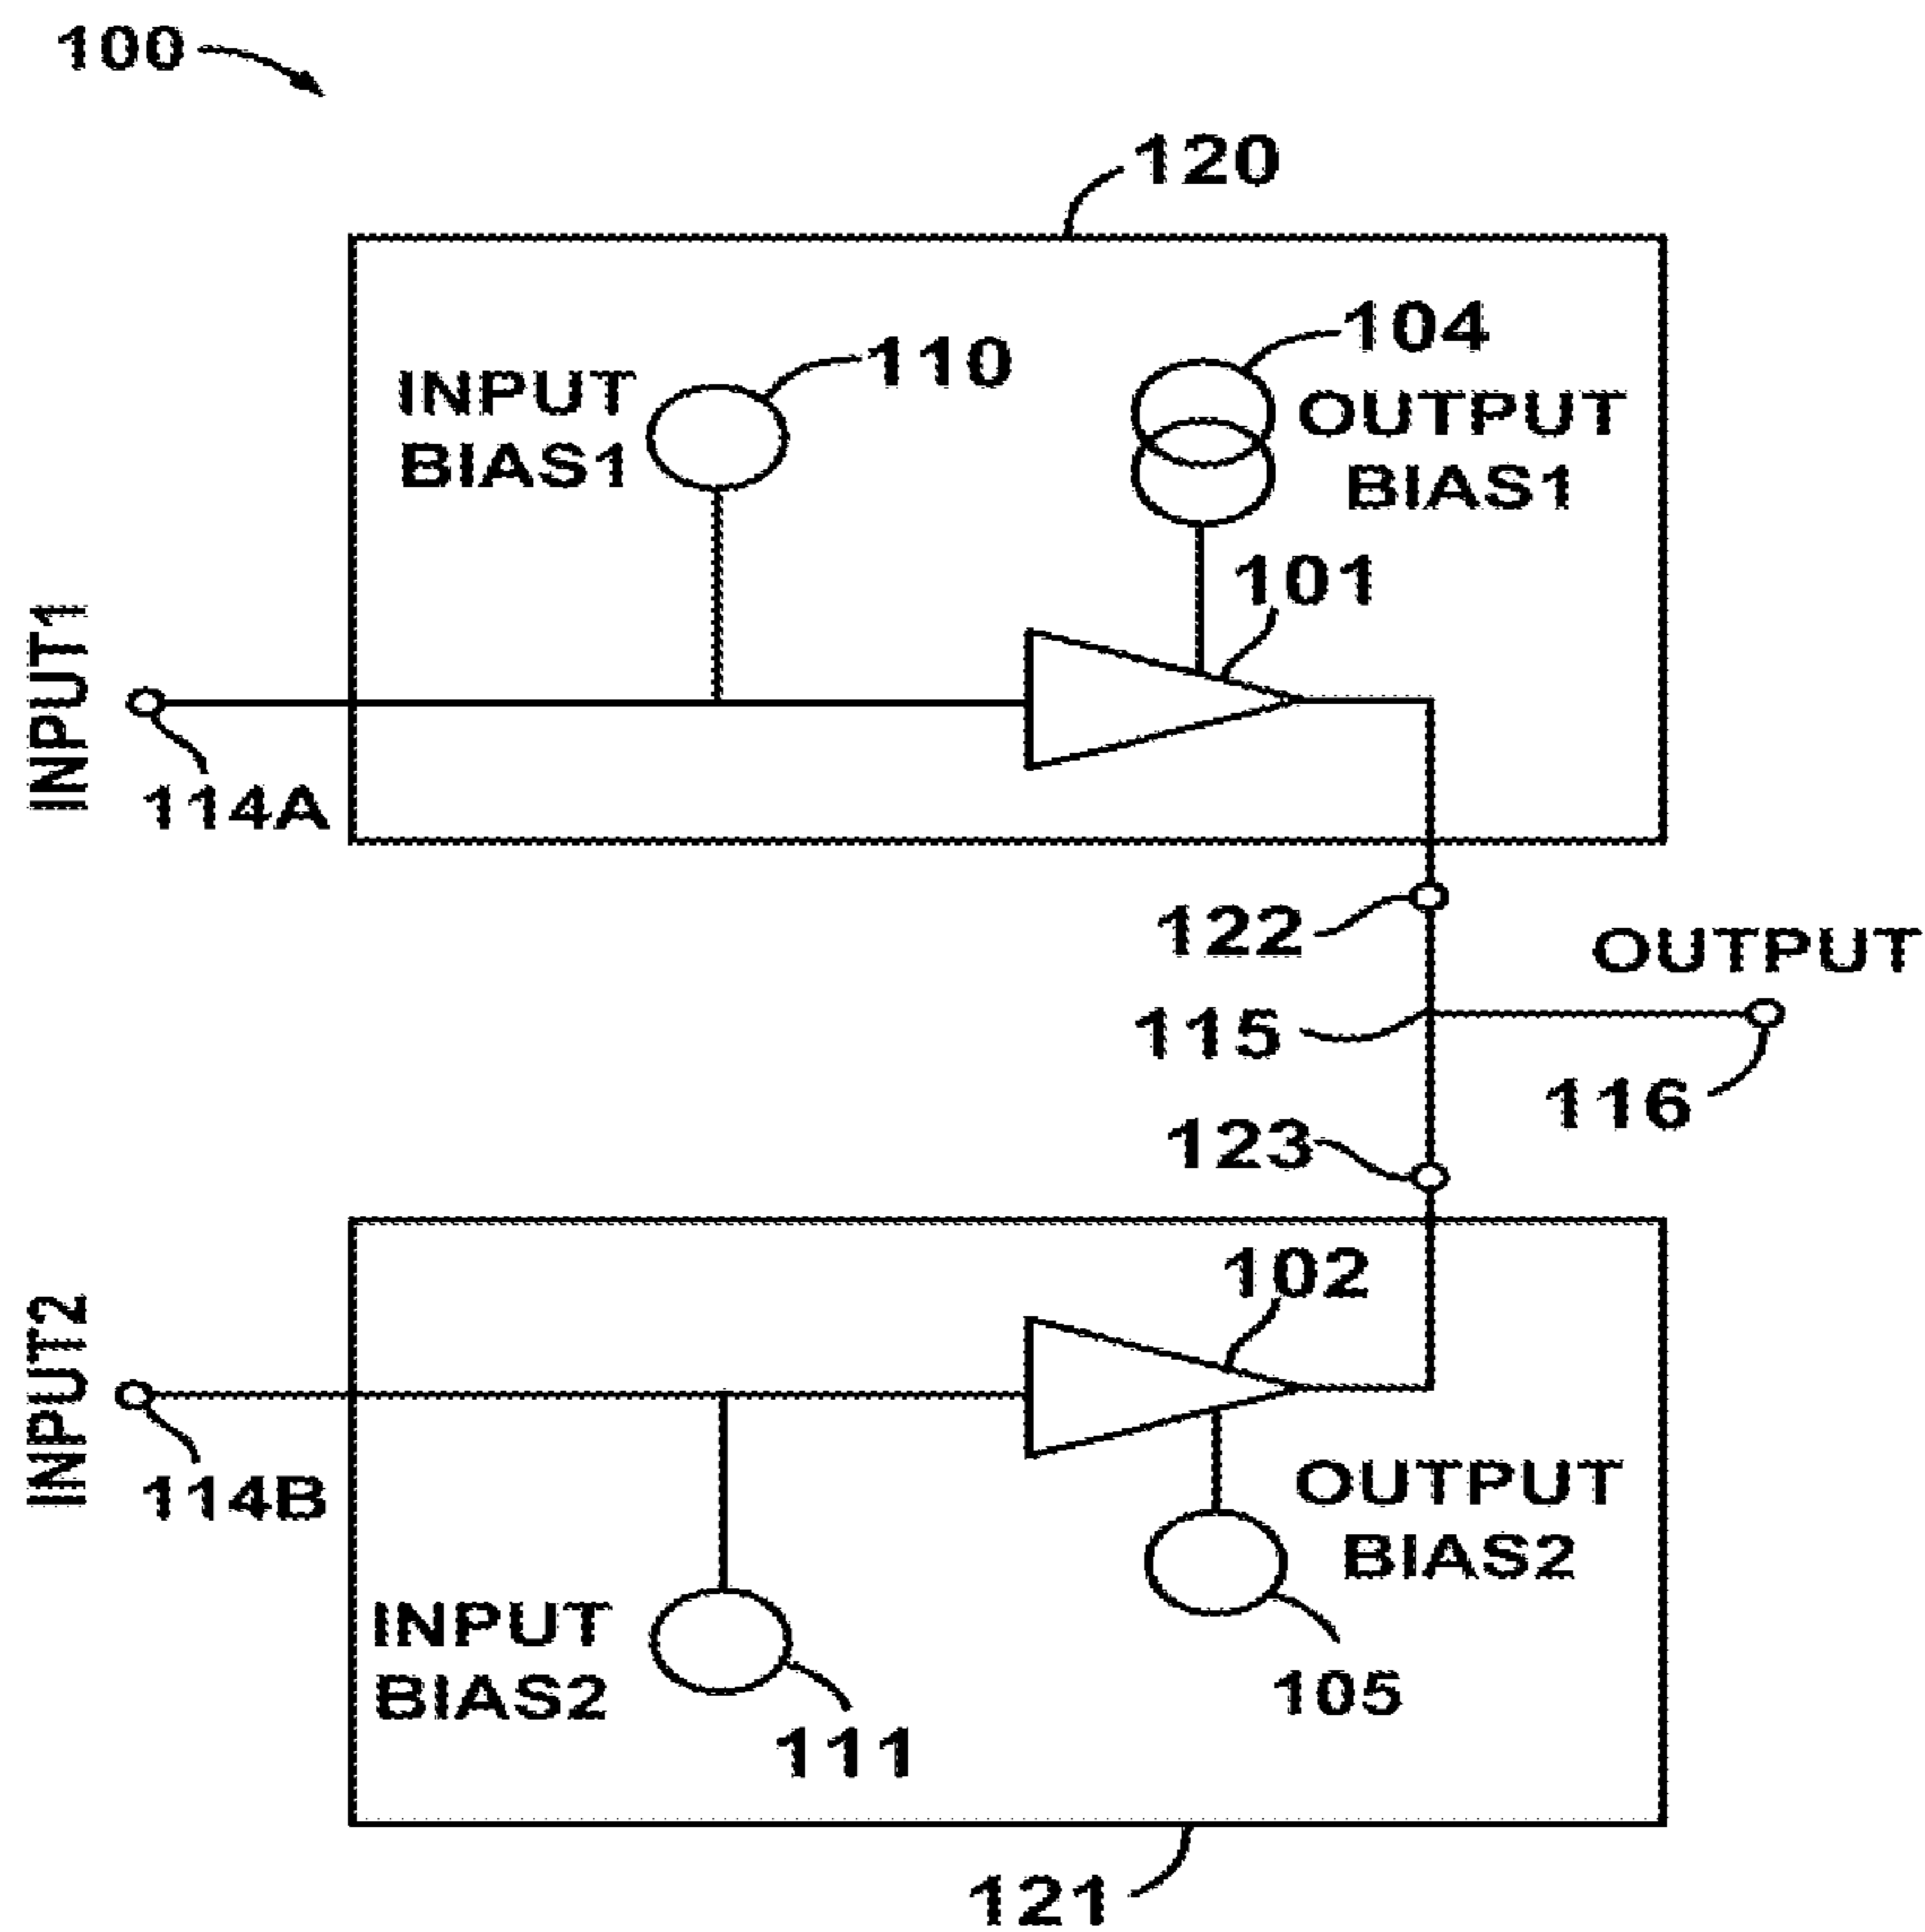 100
120
104
110
INPUT
BIAS1
OUTPUT
BIAS1
101
INPUT1
114A
122
OUTPUT
115
116
123
102
INPUT2
114B
OUTPUT
BIAS2
INPUT
BIAS2
105
111
121